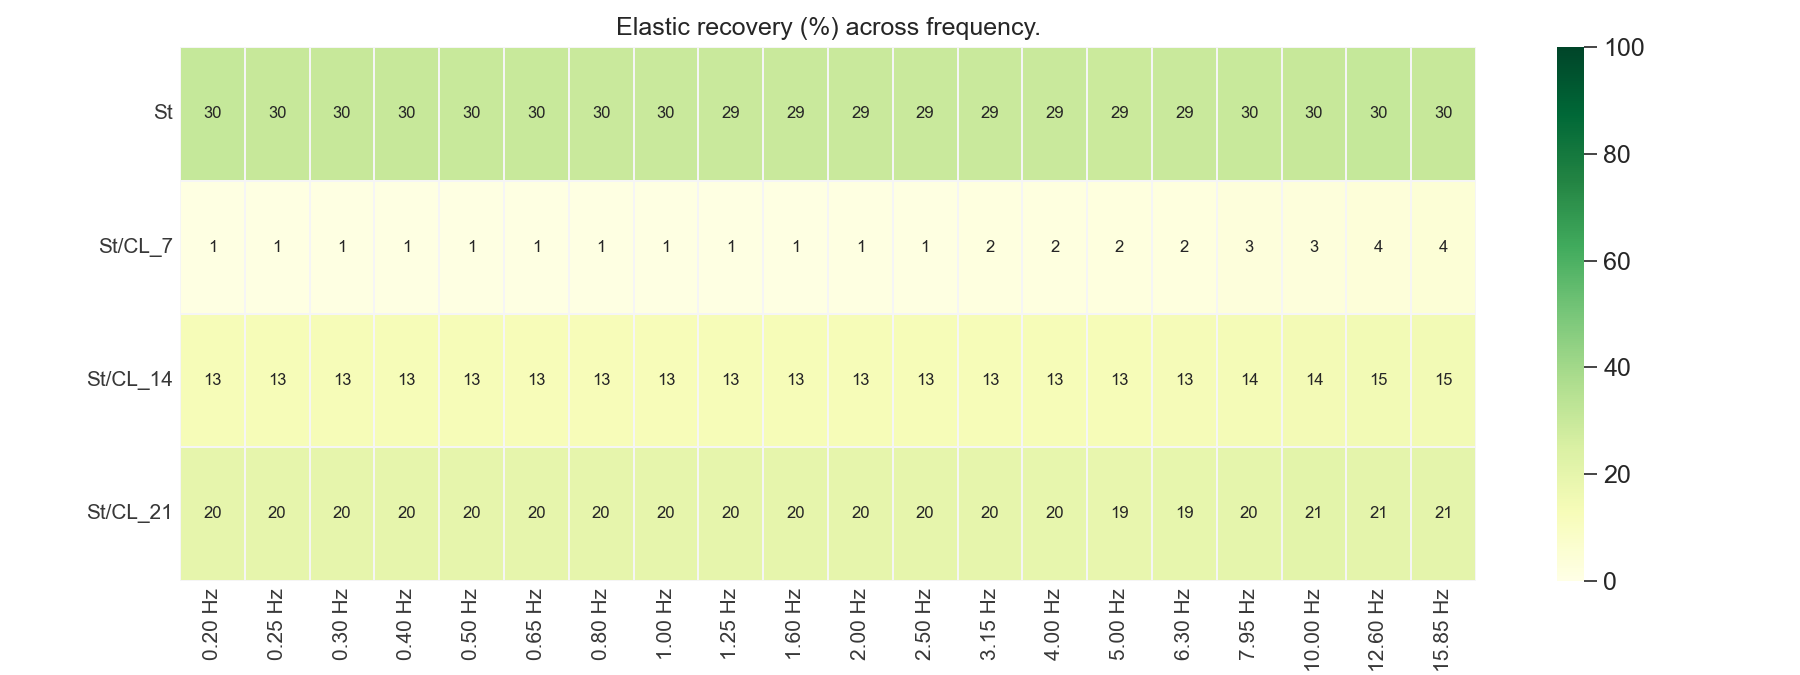 Elastic recovery (%) across frequency.
St 30 30 30 30 30 30 30 30 29 29 29 29 29 29 29 29 30 30 30 30
St/CL_7 1 1 1 1 1 1 1 1 1 1 1 1 2 2 2 2 3 3 4 4
St/CL_14 13 13 13 13 13 13 13 13 13 13 13 13 13 13 13 13 14 14 15 15
St/CL_21 20 20 20 20 20 20 20 20 20 20 20 20 20 20 19 19 20 21 21 21
0.20 Hz
0.25 Hz
0.30 Hz
0.40 Hz
0.50 Hz
0.65 Hz
0.80 Hz
1.00 Hz
1.25 Hz
1.60 Hz
2.00 Hz
2.50 Hz
3.15 Hz
4.00 Hz
5.00 Hz
6.30 Hz
7.95 Hz
10.00 Hz
12.60 Hz
15.85 Hz
100
80
60
40
20
0